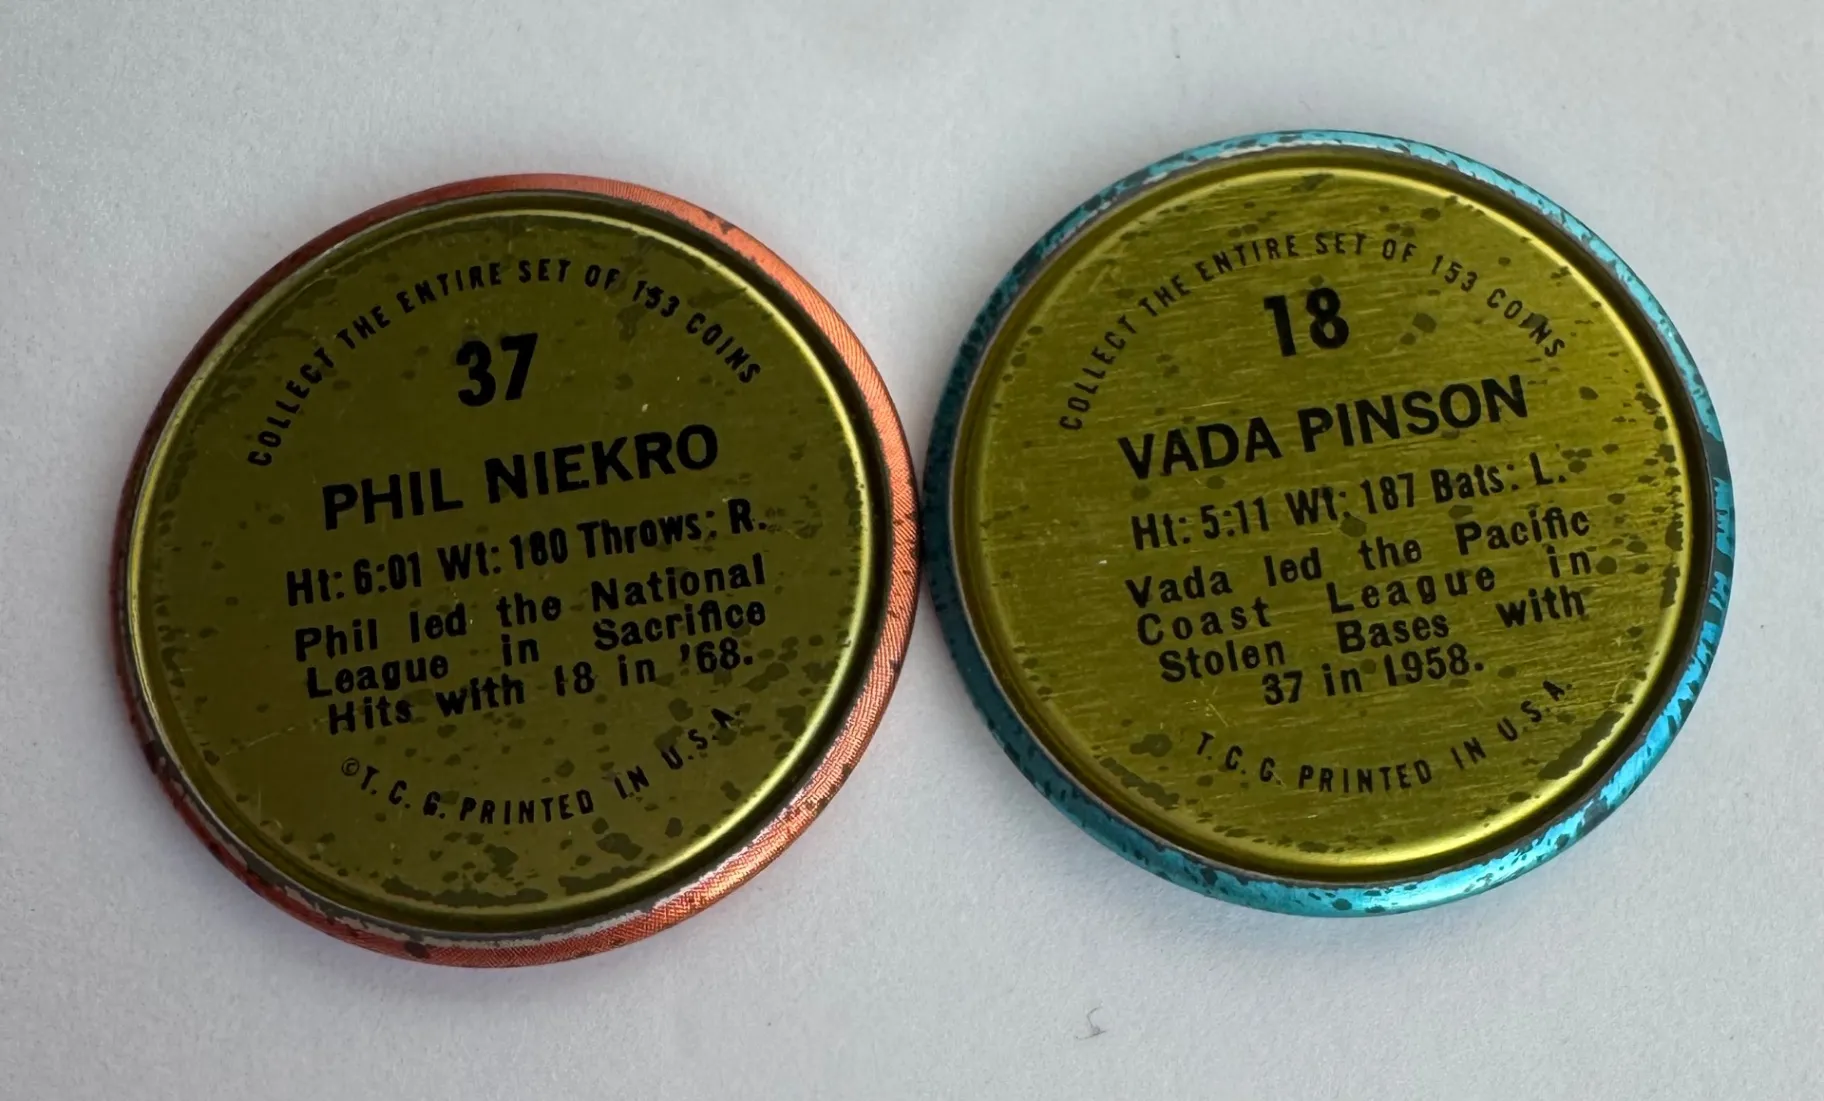 COLLECT THE ENTIRE SET OF 153 COINS
37
PHIL NIEKRO
Ht: 6:01 Wt: 180 Throws: R.
Phil led the National
League in Sacrifice
Hits with 18 in '68.
©T. C. G. PRINTED IN U.S.A.
COLLECT THE ENTIRE SET OF 153 COINS
18
VADA PINSON
Ht: 5:11 Wt: 187 Bats: L.
Vada led the Pacific
Coast League in
Stolen Bases with
37 in 1958.
T. C. G. PRINTED IN U.S.A.